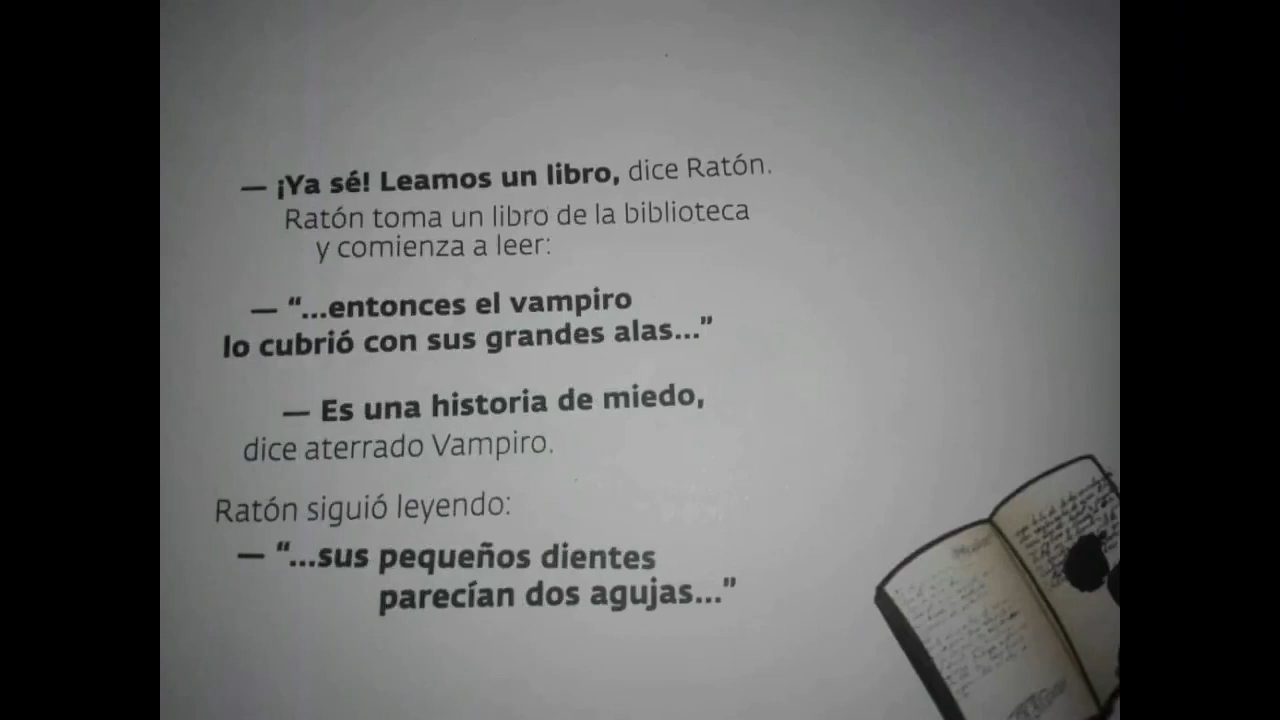 — ¡Ya sé! Leamos un libro, dice Ratón.
Ratón toma un libro de la biblioteca
y comienza a leer:
— “...entonces el vampiro
lo cubrió con sus grandes alas...”
— Es una historia de miedo,
dice aterrado Vampiro.
Ratón siguió leyendo:
— “...sus pequeños dientes
parecían dos agujas...”